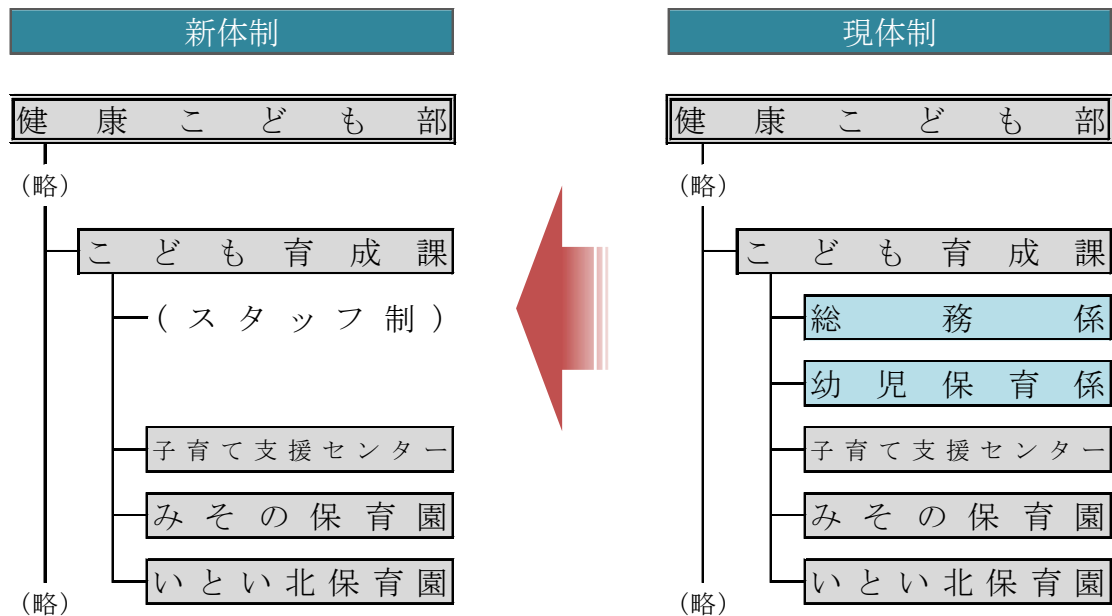 新体制
健康こども部
(略)
こども育成課
(スタッフ制)
子育て支援センター
みその保育園
いとい北保育園
(略)
現体制
健康こども部
(略)
こども育成課
総務係
幼児保育係
子育て支援センター
みその保育園
いとい北保育園
(略)